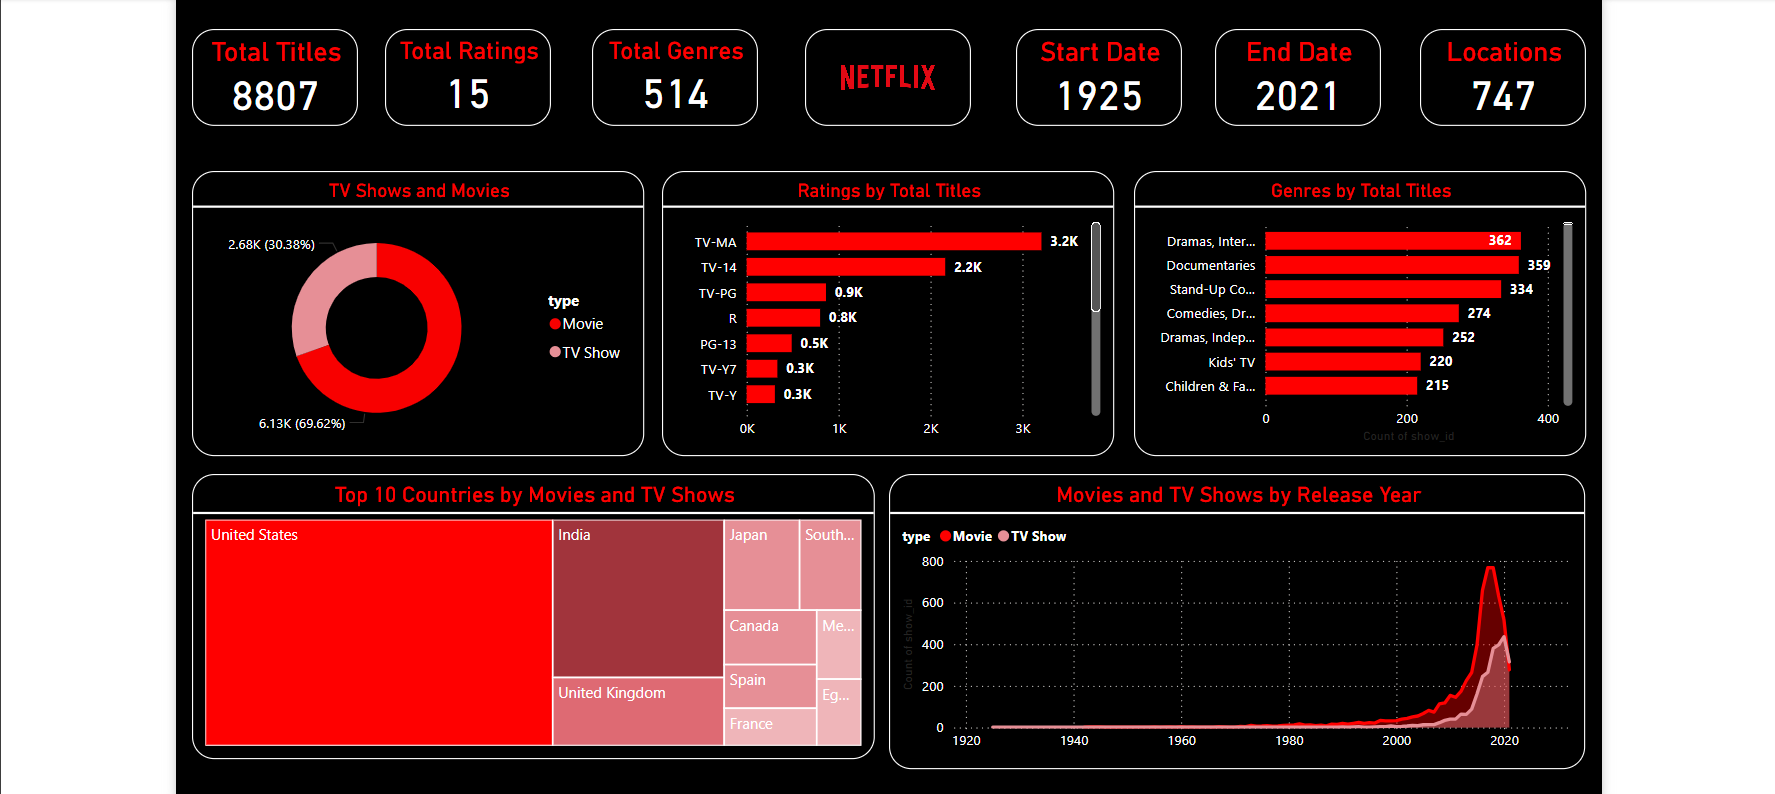 Total Titles
8807
Total Ratings
15
Total Genres
514
NETFLIX
Start Date
1925
End Date
2021
Locations
747
TV Shows and Movies
2.68K (30.38%)
6.13K (69.62%)
type
Movie
TV Show
Ratings by Total Titles
TV-MA 3.2K
TV-14 2.2K
TV-PG 0.9K
R 0.8K
PG-13 0.5K
TV-Y7 0.3K
TV-Y 0.3K
0K 1K 2K 3K
Genres by Total Titles
Dramas, Inter... 362
Documentaries 359
Stand-Up Co... 334
Comedies, Dr... 274
Dramas, Indep... 252
Kids' TV 220
Children & Fa... 215
0 200 400
Count of show_id
Top 10 Countries by Movies and TV Shows
United States
India
United Kingdom
Japan
South...
Canada
Me...
Spain
Eg...
France
Movies and TV Shows by Release Year
type Movie TV Show
Count of show_id
800
600
400
200
0
1920 1940 1960 1980 2000 2020